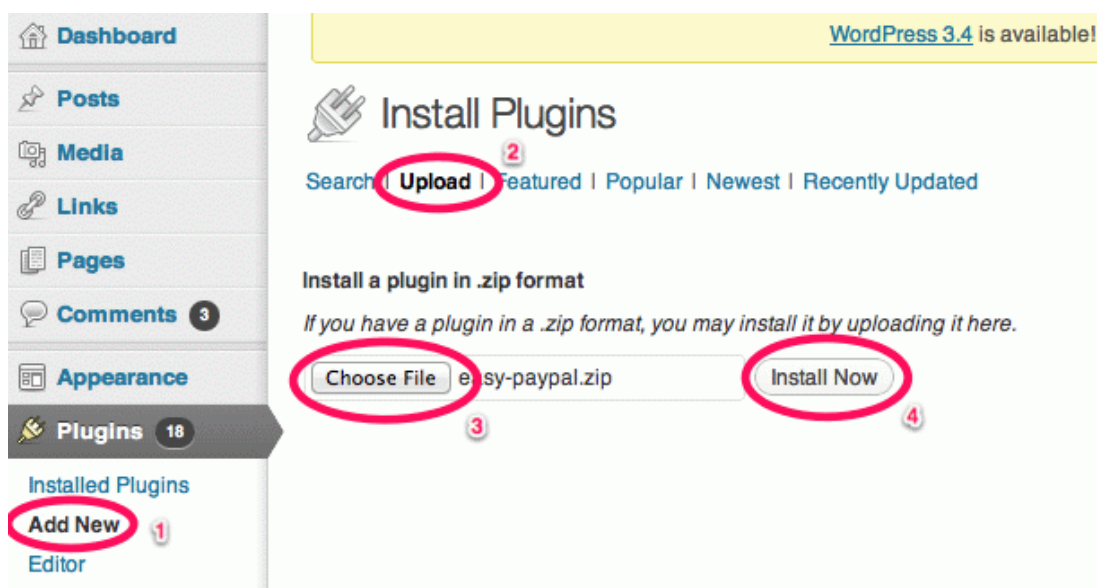 Dashboard
WordPress 3.4 is available!
Posts
Install Plugins
Media
2
Search | Upload | Featured | Popular | Newest | Recently Updated
Links
Pages
Install a plugin in .zip format
Comments 3
If you have a plugin in a .zip format, you may install it by uploading it here.
Appearance
Choose File easy-paypal.zip
Install Now
3
4
Plugins 18
Installed Plugins
Add New 1
Editor